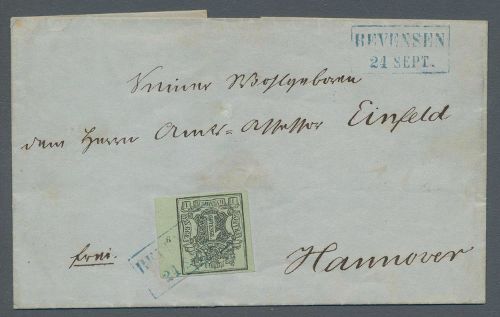 BEVENSEN
24 SEPT.
Seiner Wohlgeboren
dem Herrn Amts=Assessor Einfeld
frei.
Hannover